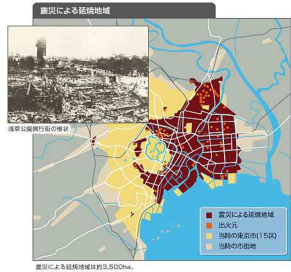 震災による延焼地域
浅草公園興行街の惨状
震災による延焼地域
出火元
当時の東京市(15区)
当時の市街地
震災による延焼地域は約3,500ha。